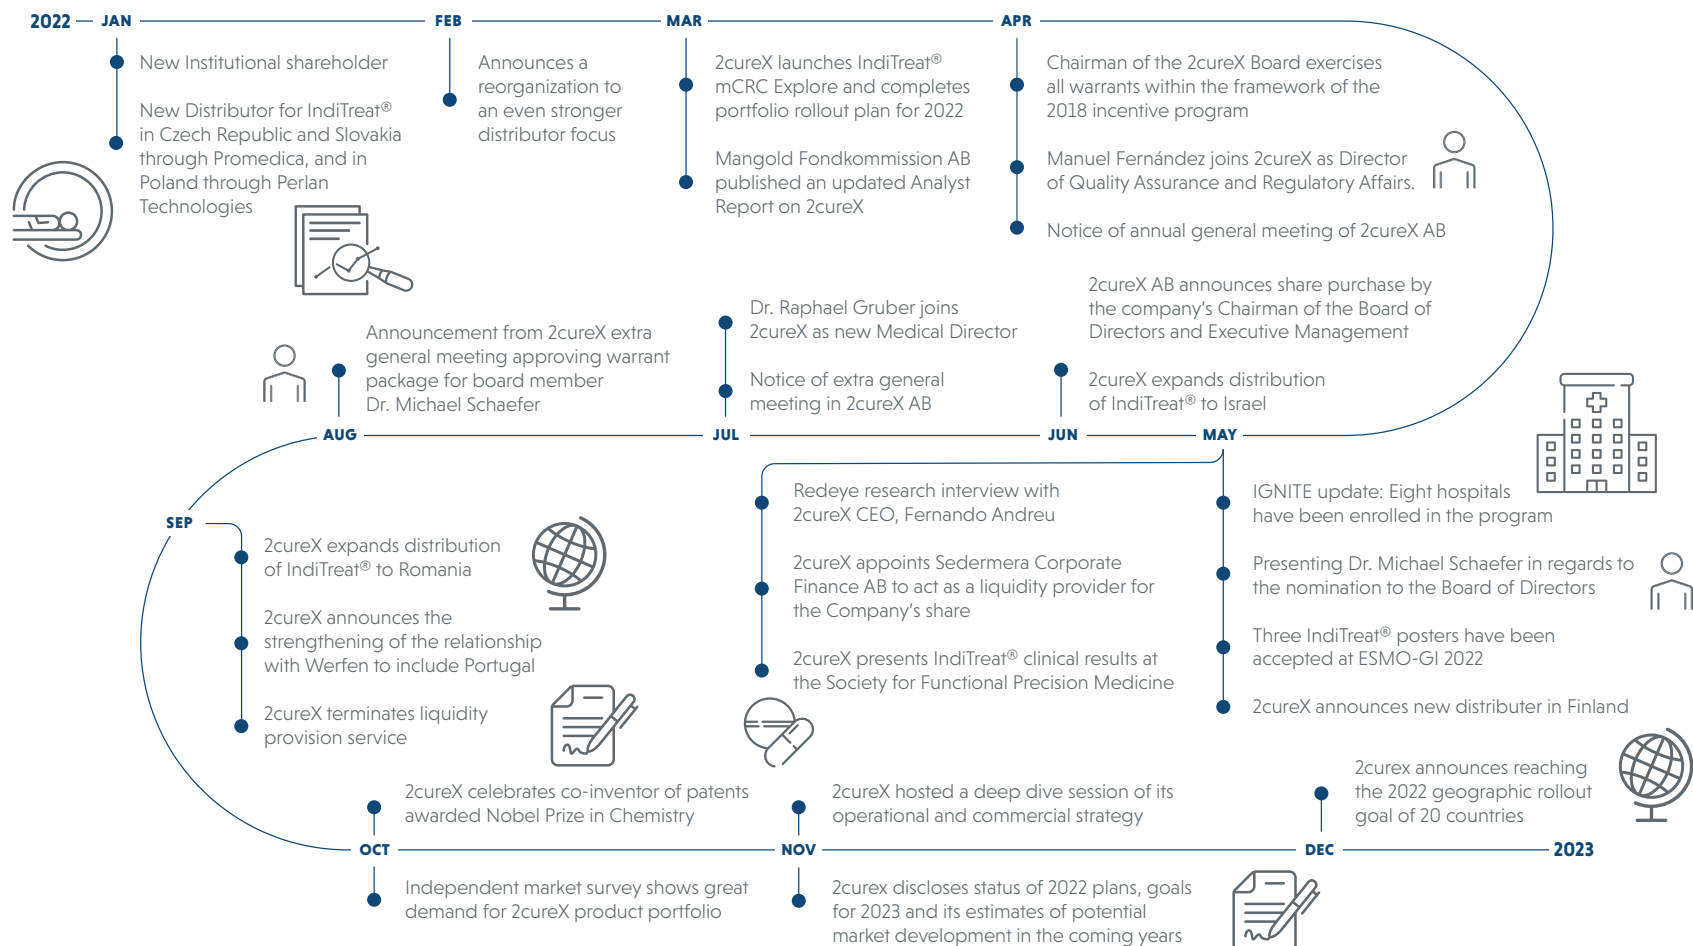 2022
JAN
New Institutional shareholder
New Distributor for IndiTreat®
in Czech Republic and Slovakia
through Promedica, and in
Poland through Perlan
Technologies
FEB
Announces a
reorganization to
an even stronger
distributor focus
MAR
2cureX launches IndiTreat®
mCRC Explore and completes
portfolio rollout plan for 2022
Mangold Fondkommission AB
published an updated Analyst
Report on 2cureX
APR
Chairman of the 2cureX Board exercises
all warrants within the framework of the
2018 incentive program
Manuel Fernández joins 2cureX as Director
of Quality Assurance and Regulatory Affairs.
Notice of annual general meeting of 2cureX AB
MAY
IGNITE update: Eight hospitals
have been enrolled in the program
Presenting Dr. Michael Schaefer in regards to
the nomination to the Board of Directors
Three IndiTreat® posters have been
accepted at ESMO-GI 2022
2cureX announces new distributer in Finland
Redeye research interview with
2cureX CEO, Fernando Andreu
2cureX appoints Sedermera Corporate
Finance AB to act as a liquidity provider for
the Company's share
2cureX presents IndiTreat® clinical results at
the Society for Functional Precision Medicine
JUN
2cureX AB announces share purchase by
the company's Chairman of the Board of
Directors and Executive Management
2cureX expands distribution
of IndiTreat® to Israel
JUL
Dr. Raphael Gruber joins
2cureX as new Medical Director
Notice of extra general
meeting in 2cureX AB
AUG
Announcement from 2cureX extra
general meeting approving warrant
package for board member
Dr. Michael Schaefer
SEP
2cureX expands distribution
of IndiTreat® to Romania
2cureX announces the
strengthening of the relationship
with Werfen to include Portugal
2cureX terminates liquidity
provision service
OCT
2cureX celebrates co-inventor of patents
awarded Nobel Prize in Chemistry
Independent market survey shows great
demand for 2cureX product portfolio
NOV
2cureX hosted a deep dive session of its
operational and commercial strategy
2curex discloses status of 2022 plans, goals
for 2023 and its estimates of potential
market development in the coming years
DEC
2curex announces reaching
the 2022 geographic rollout
goal of 20 countries
2023